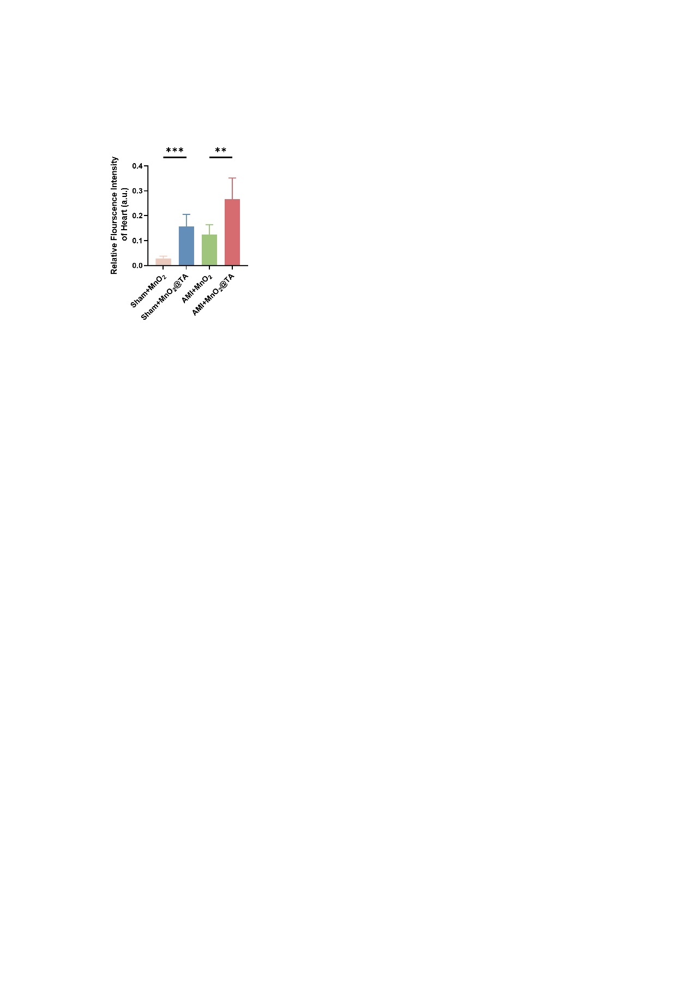 *** **
Relative Flourscence Intensity
of Heart (a.u.)
0.4
0.3
0.2
0.1
0.0
Sham+MnO₂
Sham+MnO₂@TA
AMI+MnO₂
AMI+MnO₂@TA